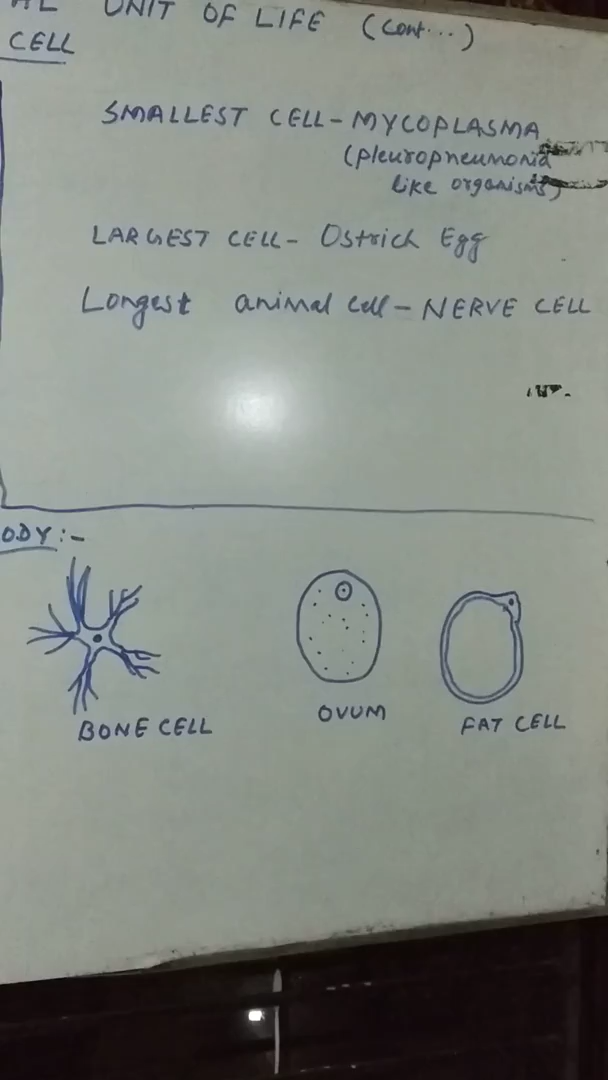 UNIT OF LIFE (Cont...)
CELL
SMALLEST CELL - MYCOPLASMA
(pleuropneumonia
like organisms)
LARGEST CELL - Ostrich Egg
Longest animal cell - NERVE CELL
ODY :-
BONE CELL
OVUM
FAT CELL